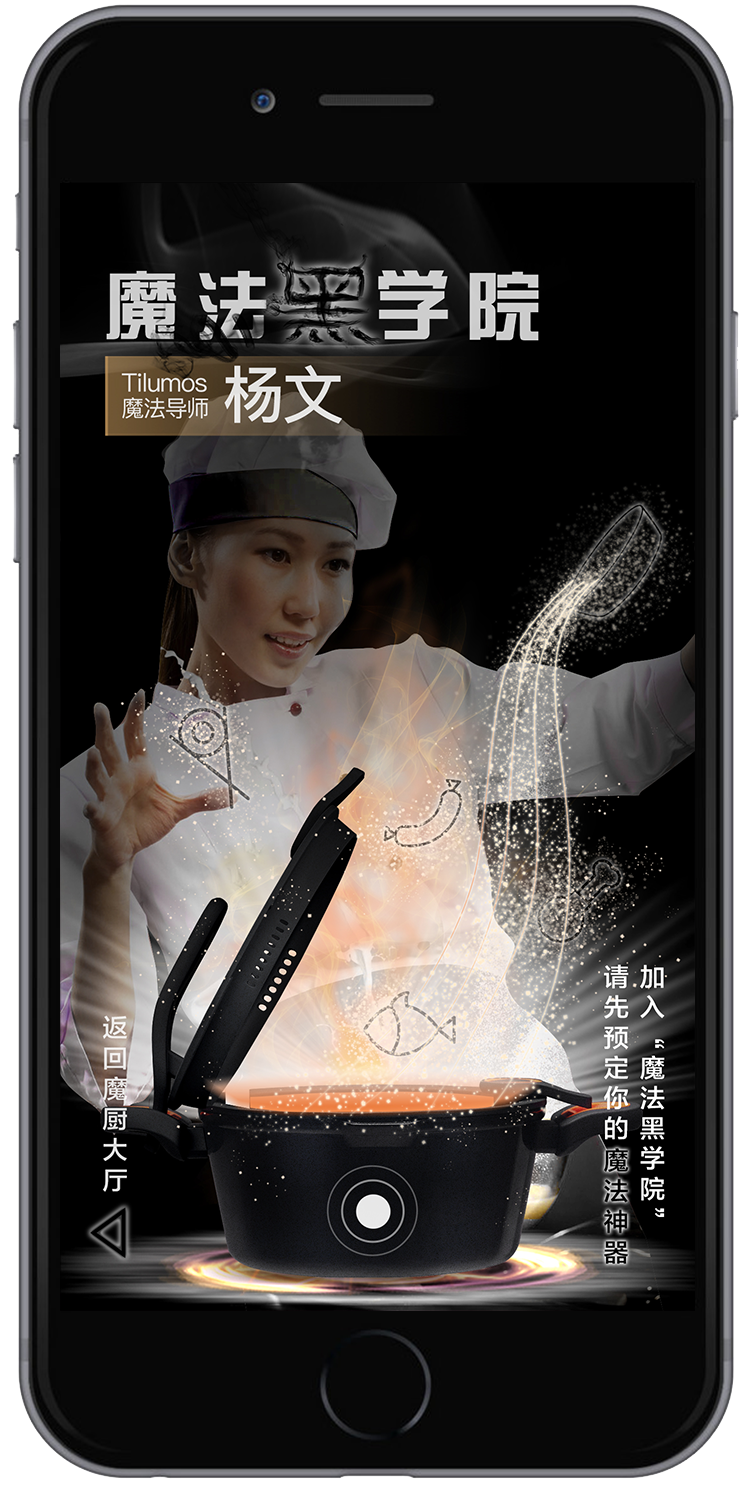 魔法黑学院
Tilumos
魔法导师
杨文
加入“魔法黑学院”
请先预定你的魔法神器
返回魔厨大厅